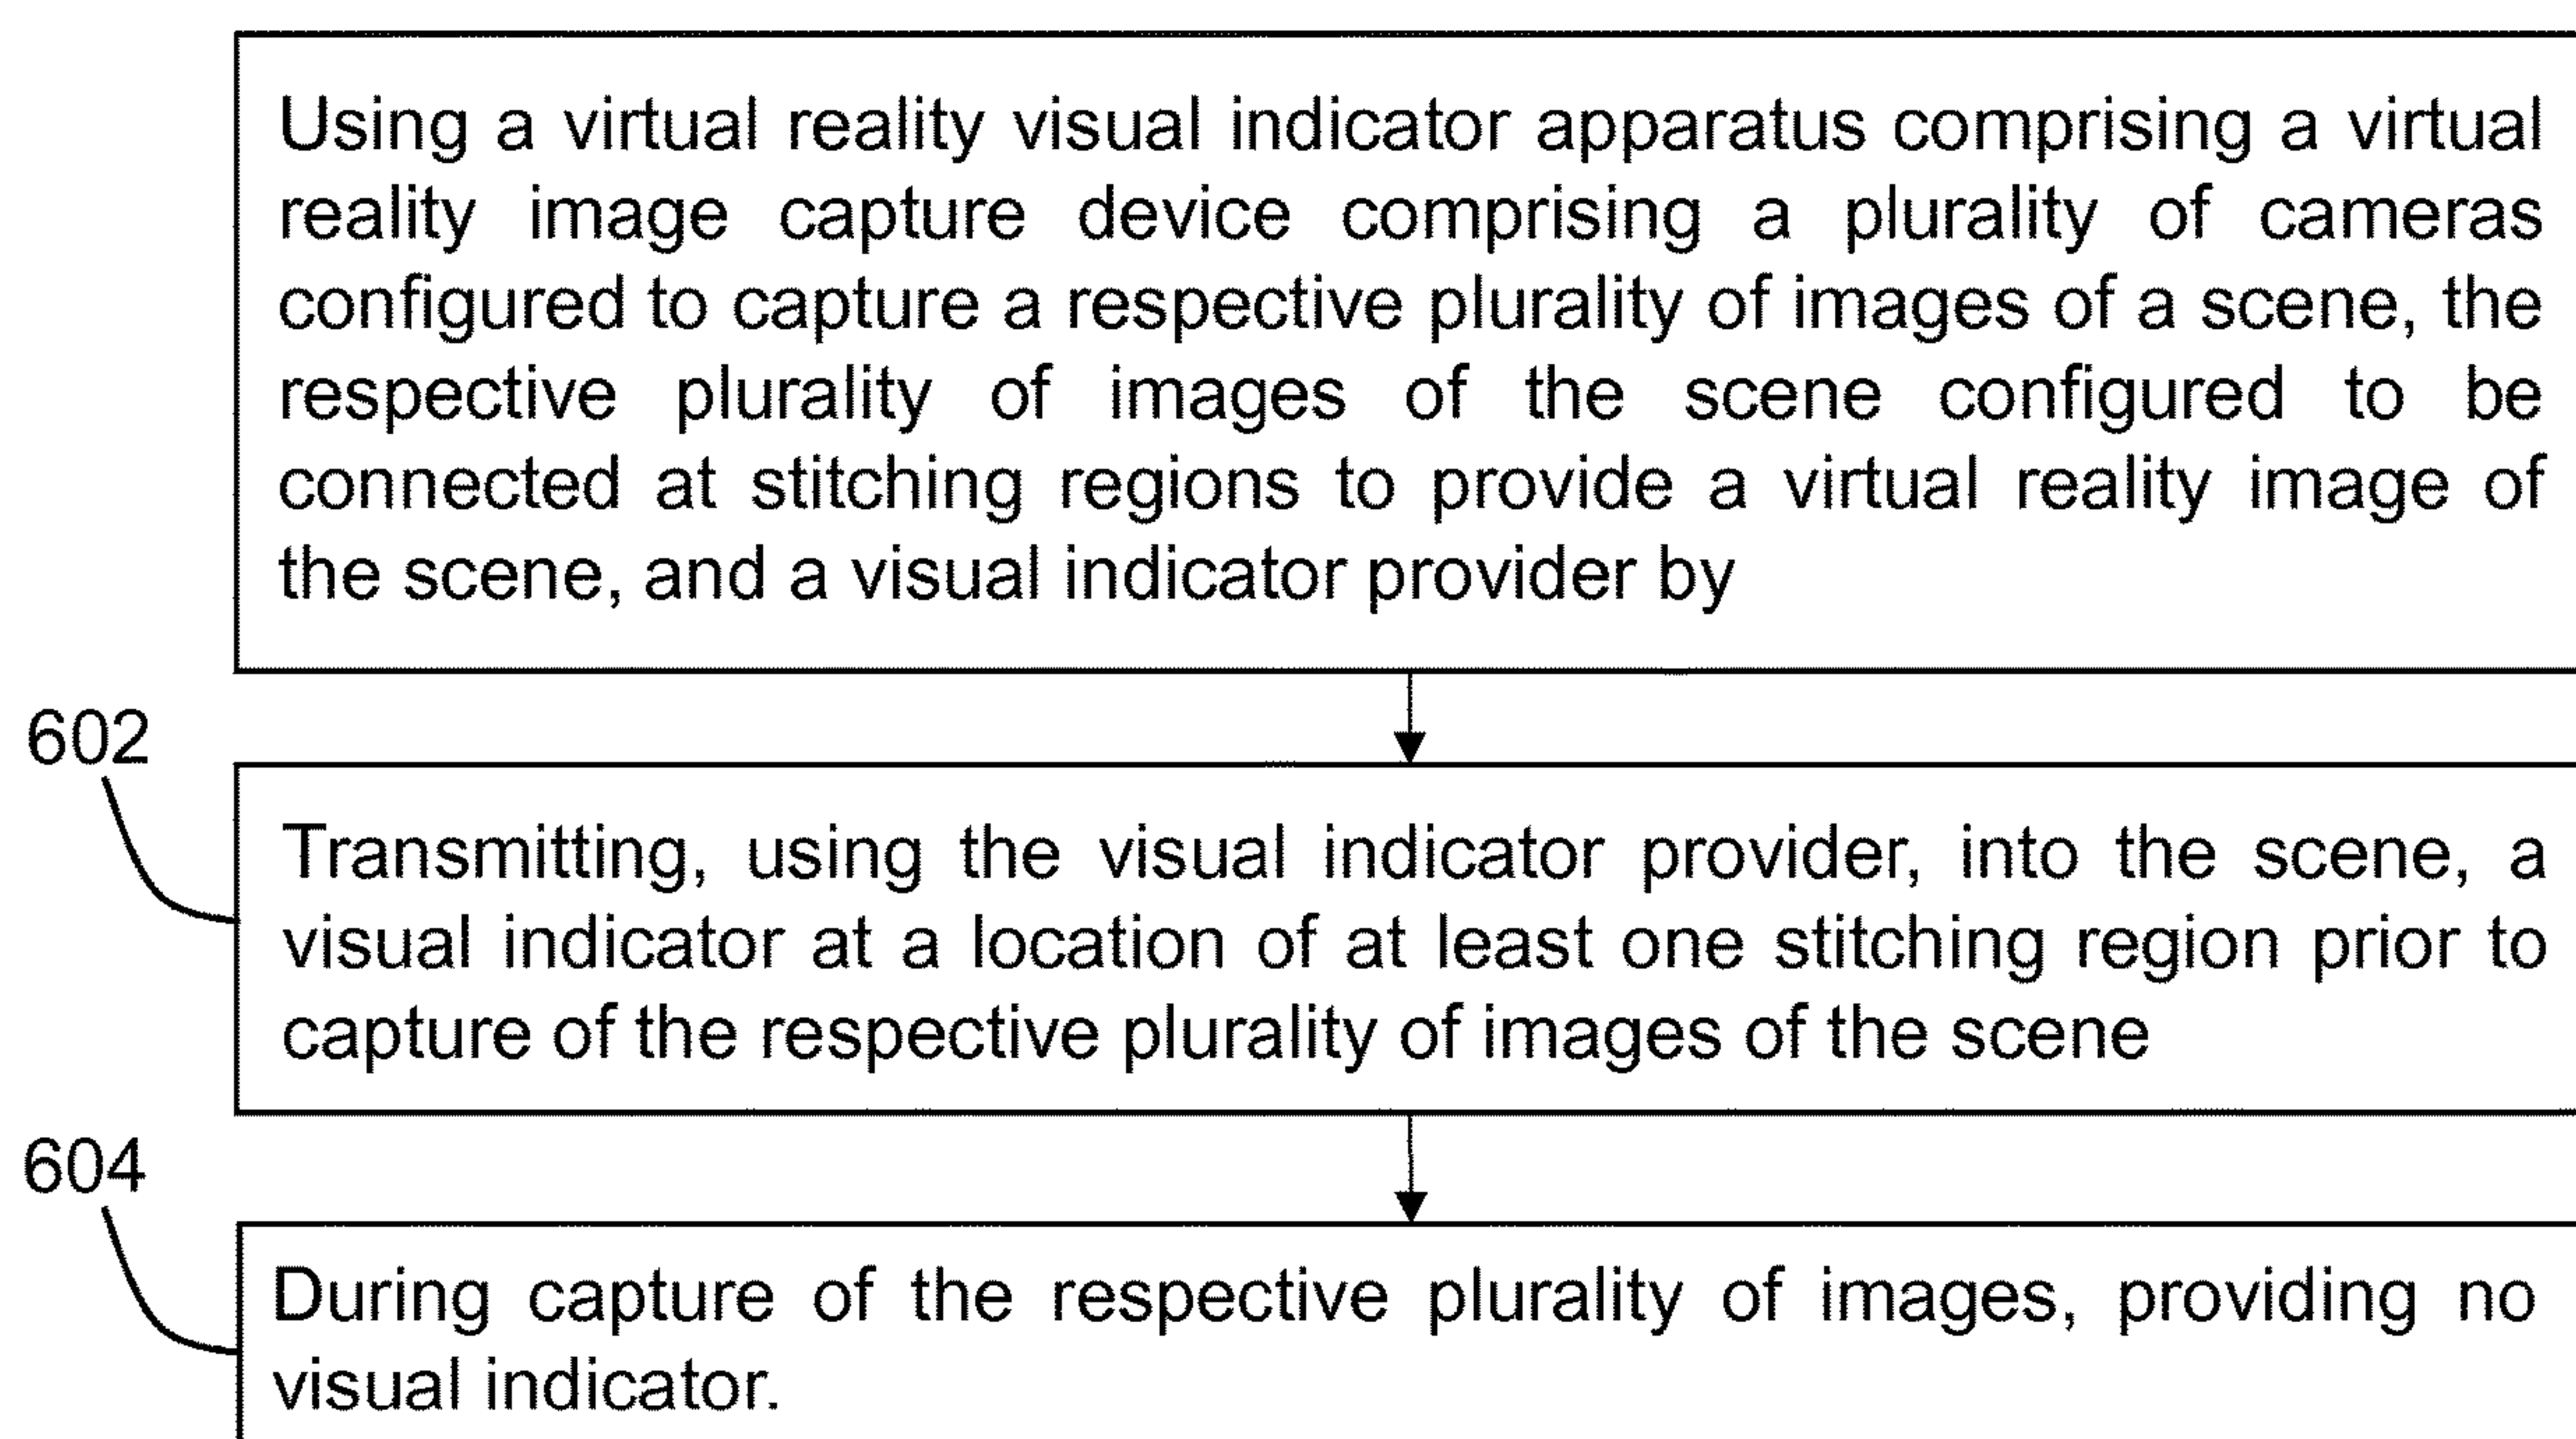 Using a virtual reality visual indicator apparatus comprising a virtual
reality image capture device comprising a plurality of cameras
configured to capture a respective plurality of images of a scene, the
respective plurality of images of the scene configured to be
connected at stitching regions to provide a virtual reality image of
the scene, and a visual indicator provider by
602
Transmitting, using the visual indicator provider, into the scene, a
visual indicator at a location of at least one stitching region prior to
capture of the respective plurality of images of the scene
604
During capture of the respective plurality of images, providing no
visual indicator.